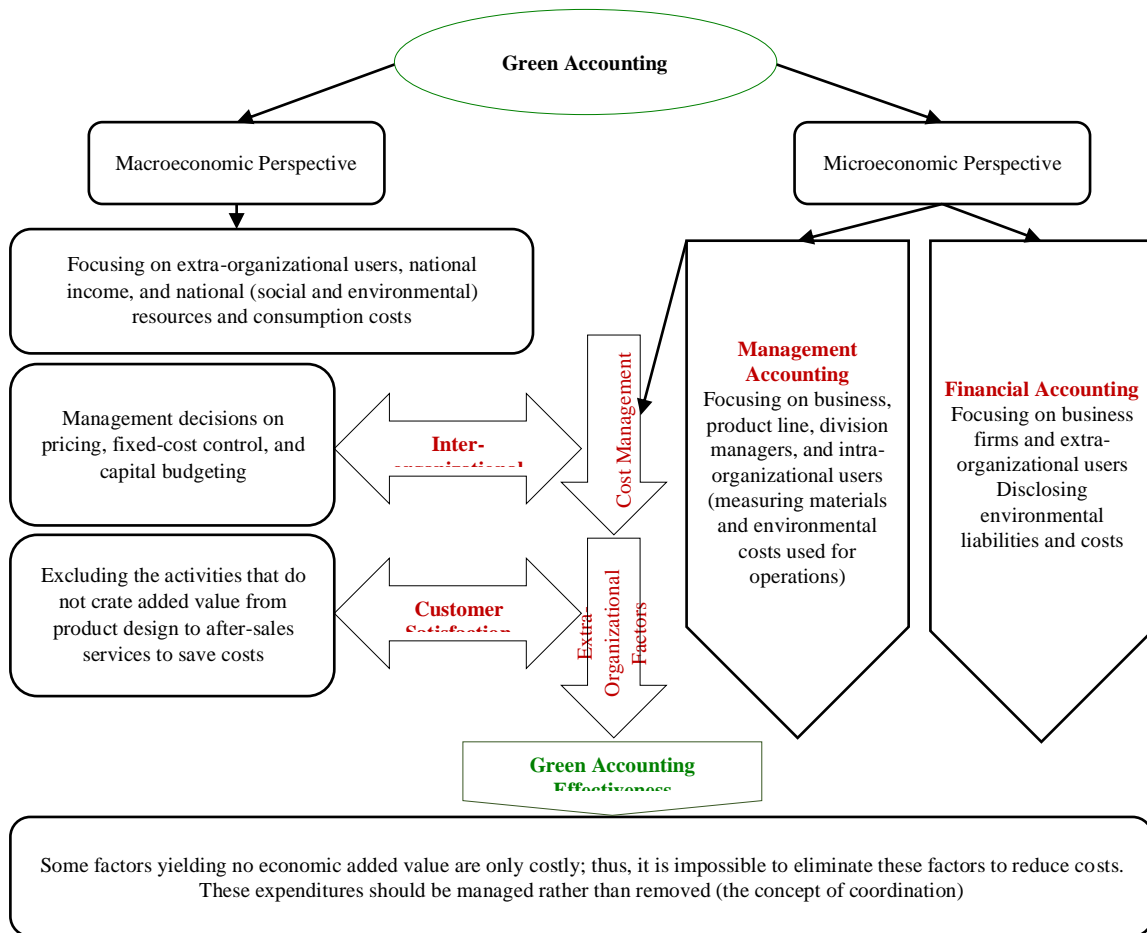 Green Accounting
Macroeconomic Perspective
Microeconomic Perspective
Focusing on extra-organizational users, national
income, and national (social and environmental)
resources and consumption costs
Management decisions on
pricing, fixed-cost control, and
capital budgeting
Inter-
organizational
Cost Management
Management
Accounting
Focusing on business,
product line, division
managers, and intra-
organizational users
(measuring materials
and environmental
costs used for
operations)
Financial Accounting
Focusing on business
firms and extra-
organizational users
Disclosing
environmental
liabilities and costs
Excluding the activities that do
not crate added value from
product design to after-sales
services to save costs
Customer
Satisfaction
Extra-
Organizational
Factors
Green Accounting
Effectiveness
Some factors yielding no economic added value are only costly; thus, it is impossible to eliminate these factors to reduce costs.
These expenditures should be managed rather than removed (the concept of coordination)